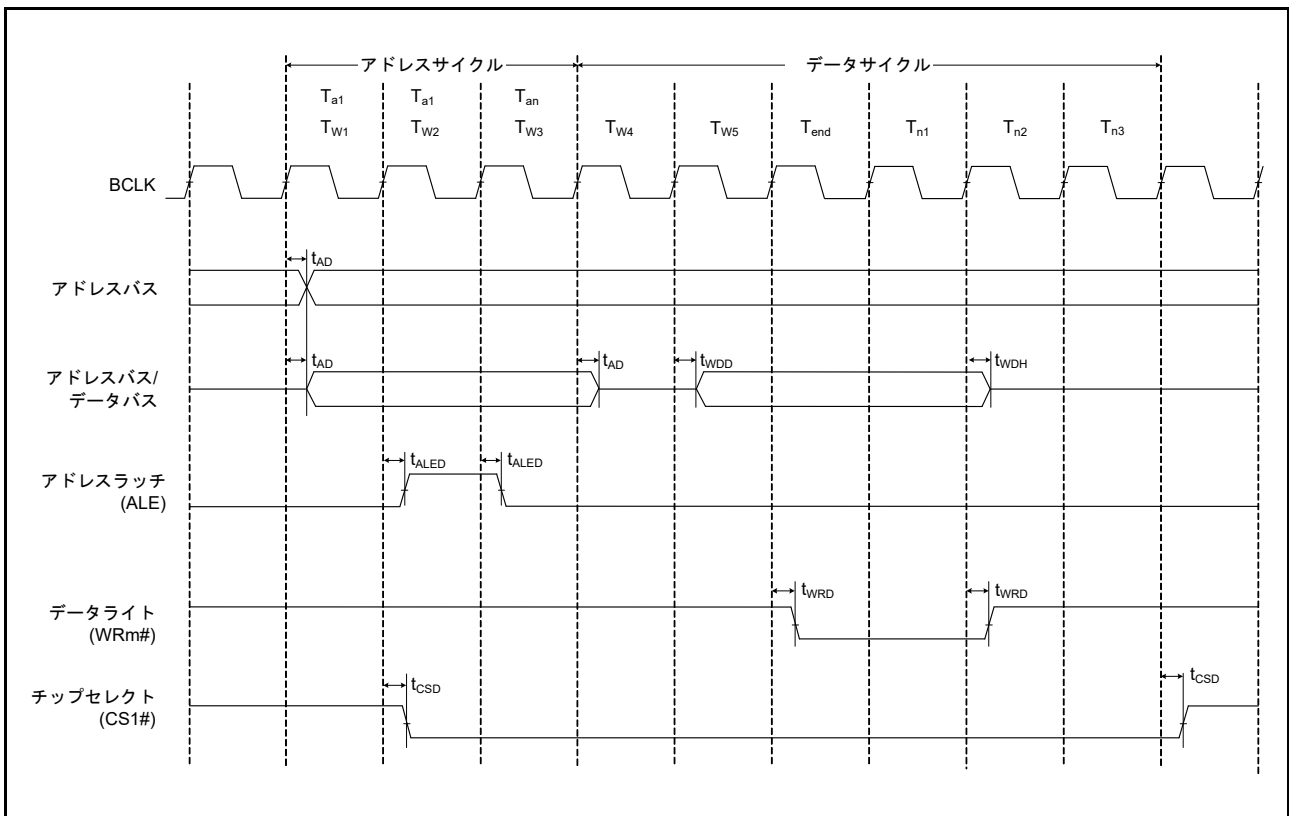 アドレスサイクル データサイクル
Ta1 Ta1 Tan
TW1 TW2 TW3 TW4 TW5 Tend Tn1 Tn2 Tn3
BCLK
tAD
アドレスバス
tAD tAD tWDD tWDH
アドレスバス/
データバス
tALED tALED
アドレスラッチ
(ALE)
tWRD tWRD
データライト
(WRm#)
tCSD tCSD
チップセレクト
(CS1#)